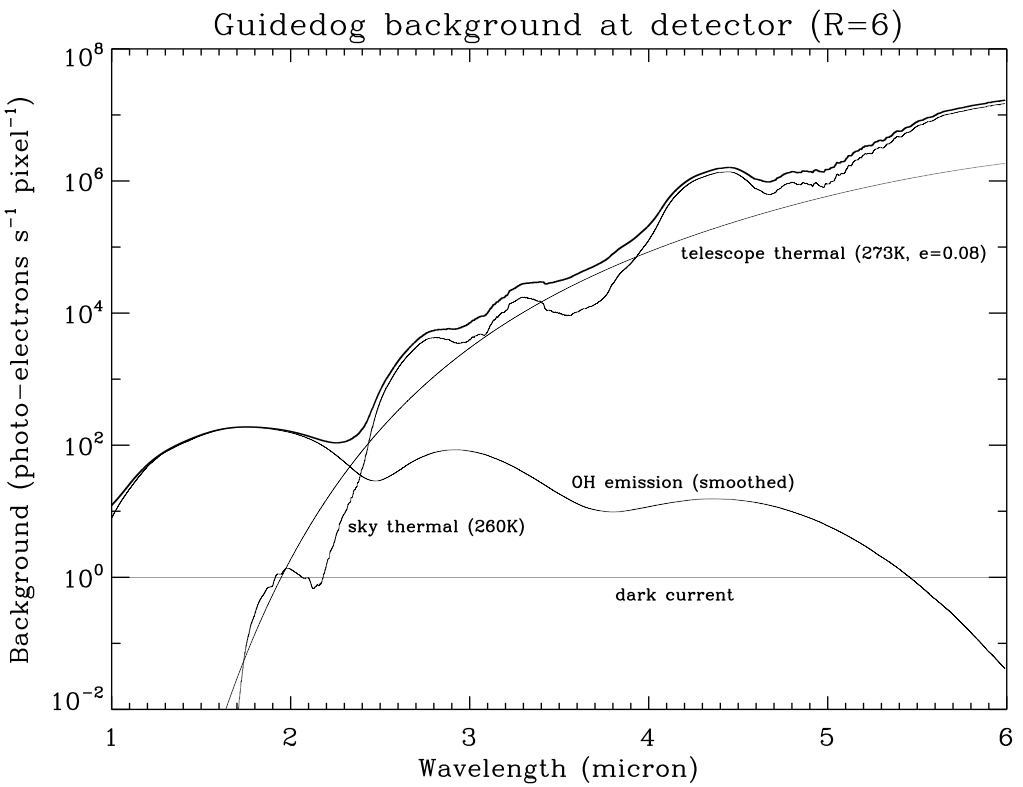 Guidedog background at detector (R=6)
10^8
10^6
10^4
10^2
10^0
10^-2
Background (photo-electrons s^-1 pixel^-1)
telescope thermal (273K, e=0.08)
OH emission (smoothed)
sky thermal (260K)
dark current
1 2 3 4 5 6
Wavelength (micron)